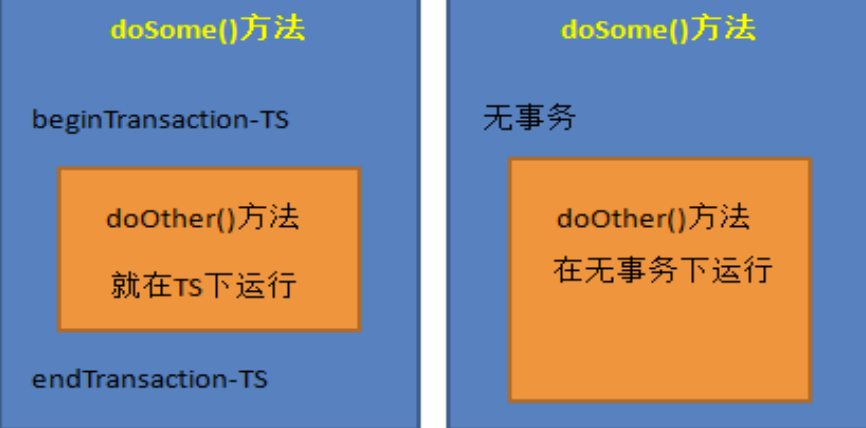 doSome()方法
beginTransaction-TS
doOther()方法
就在TS下运行
endTransaction-TS
doSome()方法
无事务
doOther()方法
在无事务下运行